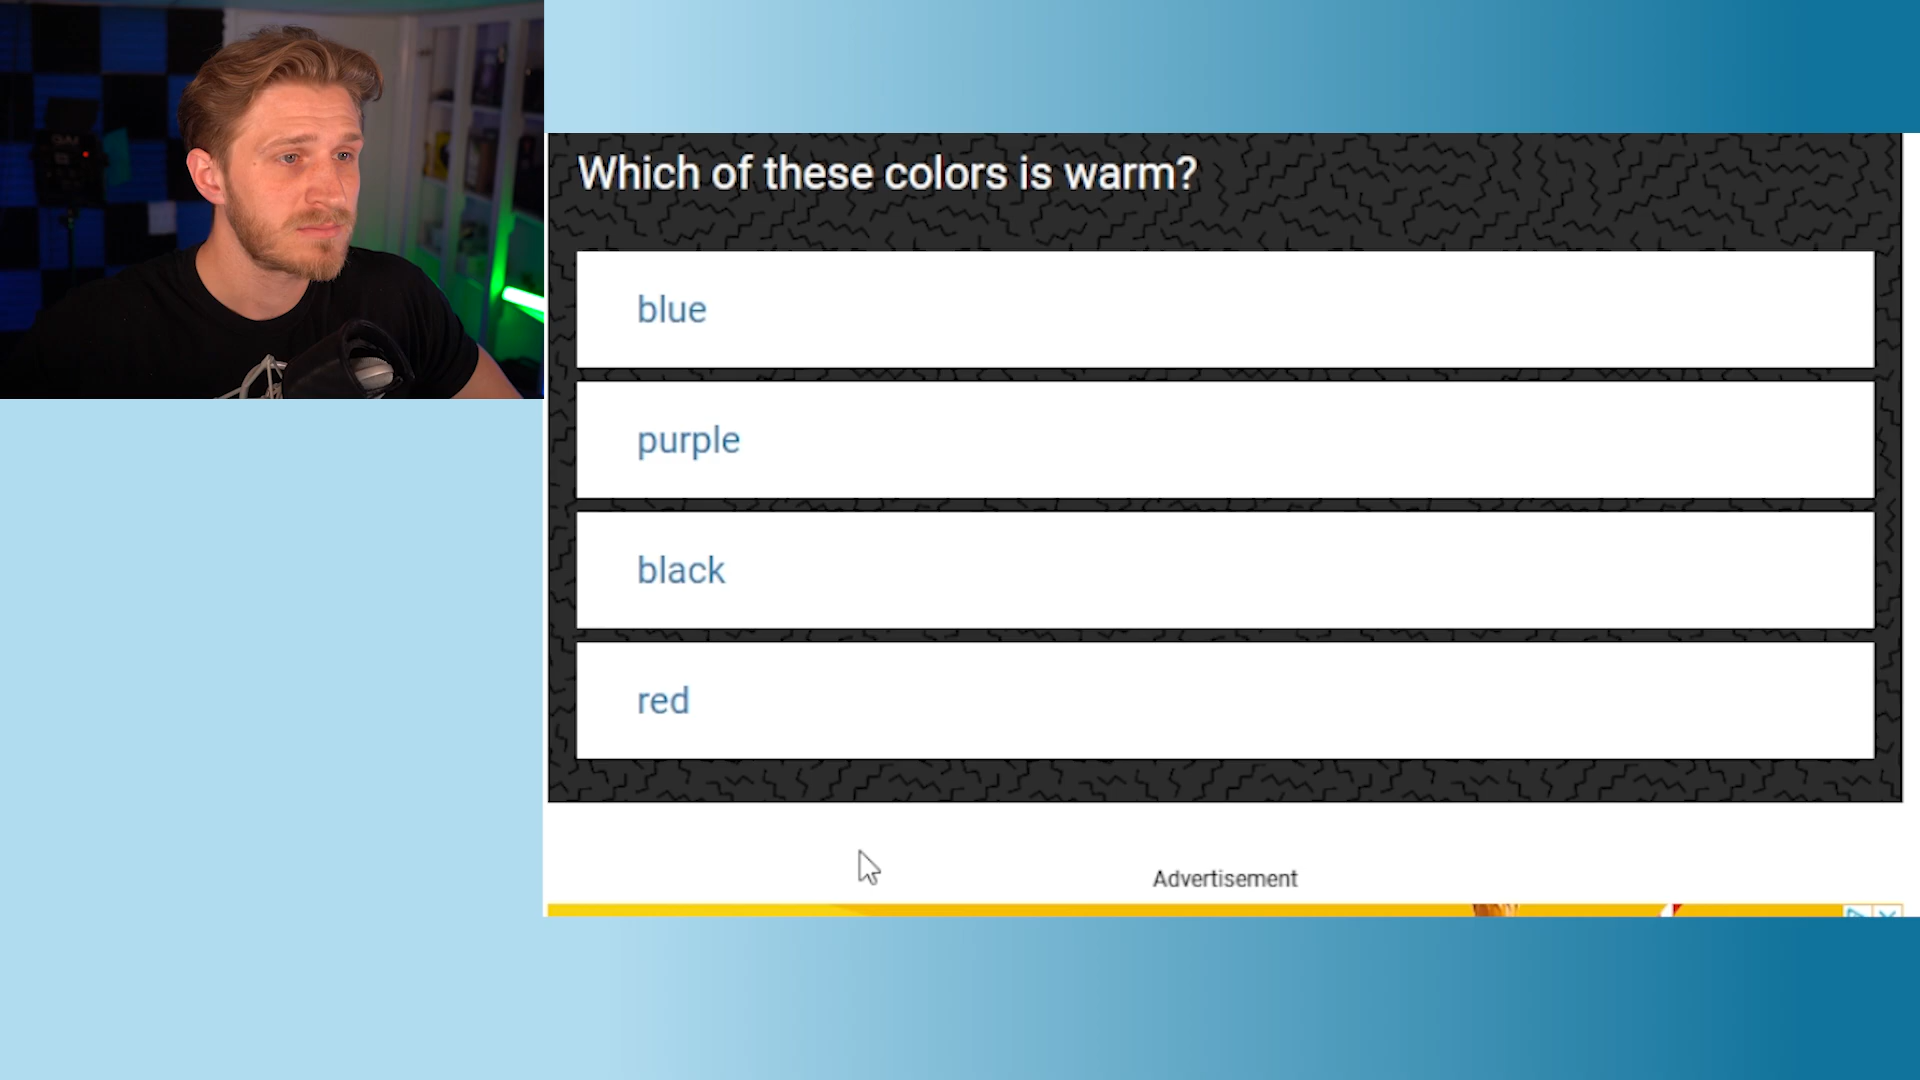 Which of these colors is warm?
blue
purple
black
red
Advertisement